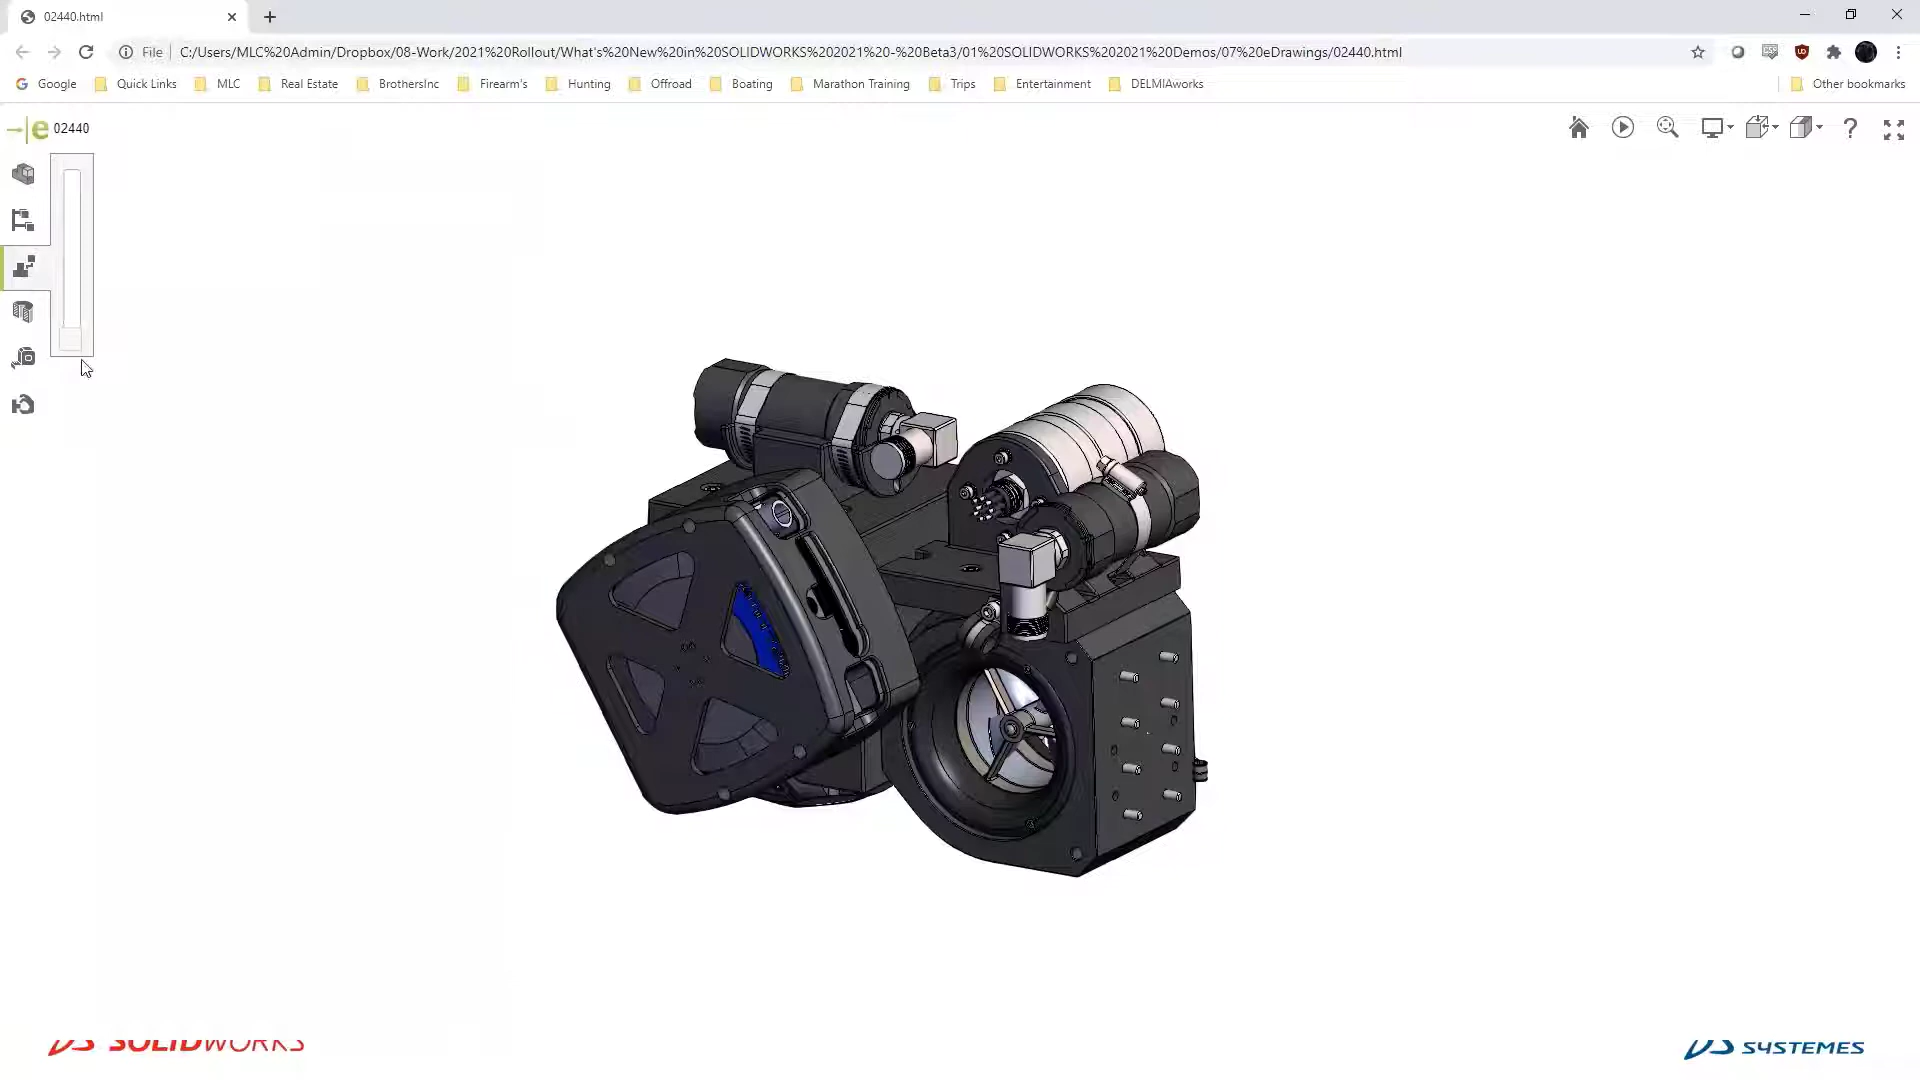 02440.html
File C:/Users/MLC%20Admin/Dropbox/08-Work/2021%20Rollout/What's%20New%20in%20SOLIDWORKS%202021%20-%20Beta3/01%20SOLIDWORKS%202021%20Demos/07%20eDrawings/02440.html
Google Quick Links MLC Real Estate BrothersInc Firearm's Hunting Offroad Boating Marathon Training Trips Entertainment DELMIAworks Other bookmarks
e 02440
SOLIDWORKS
SYSTEMES